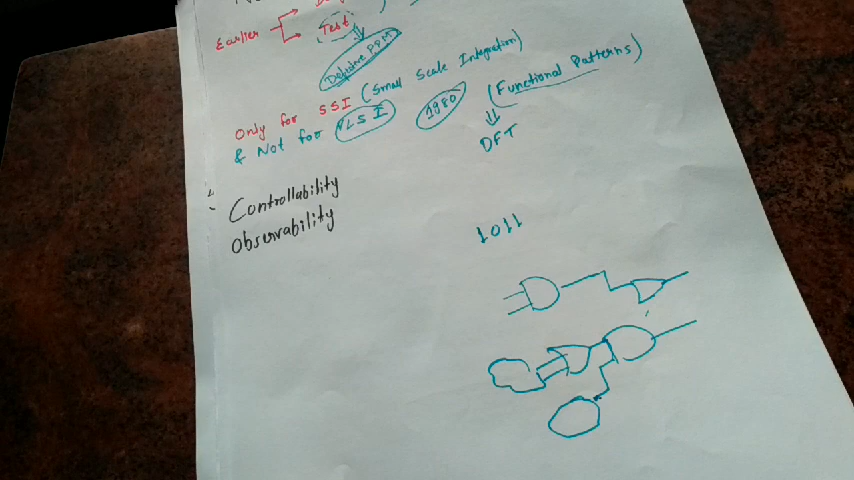 Earlier
Test
Defective PPM
Only for SSI (Small Scale Integration)
& Not for VLSI 1980 (Functional Patterns)
DFT
Controllability
Observability
1011